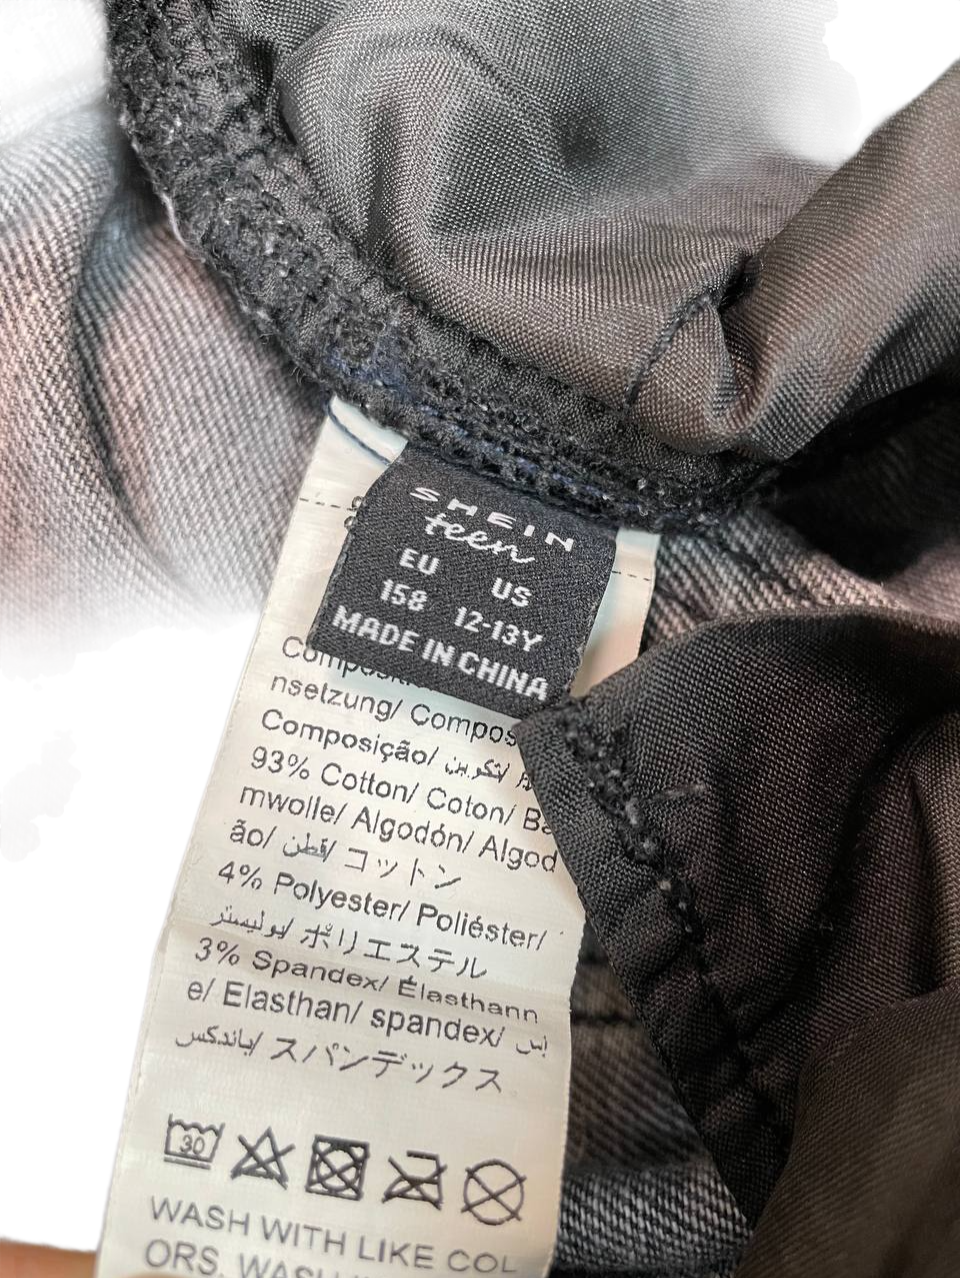 SHEIN
teen
EU US
158 12-13Y
MADE IN CHINA
nsetzung/ Compos
Composição/ تكوين/
93% Cotton/ Coton/ Ba
mwolle/ Algodón/ Algod
ão/ قطن/ コットン
4% Polyester/ Poliéster/
بوليستر/ ポリエステル
3% Spandex/ Élasthann
e/ Elasthan/ spandex/ إس
باندكس/ スパンデックス
30
WASH WITH LIKE COL
ORS, WASH